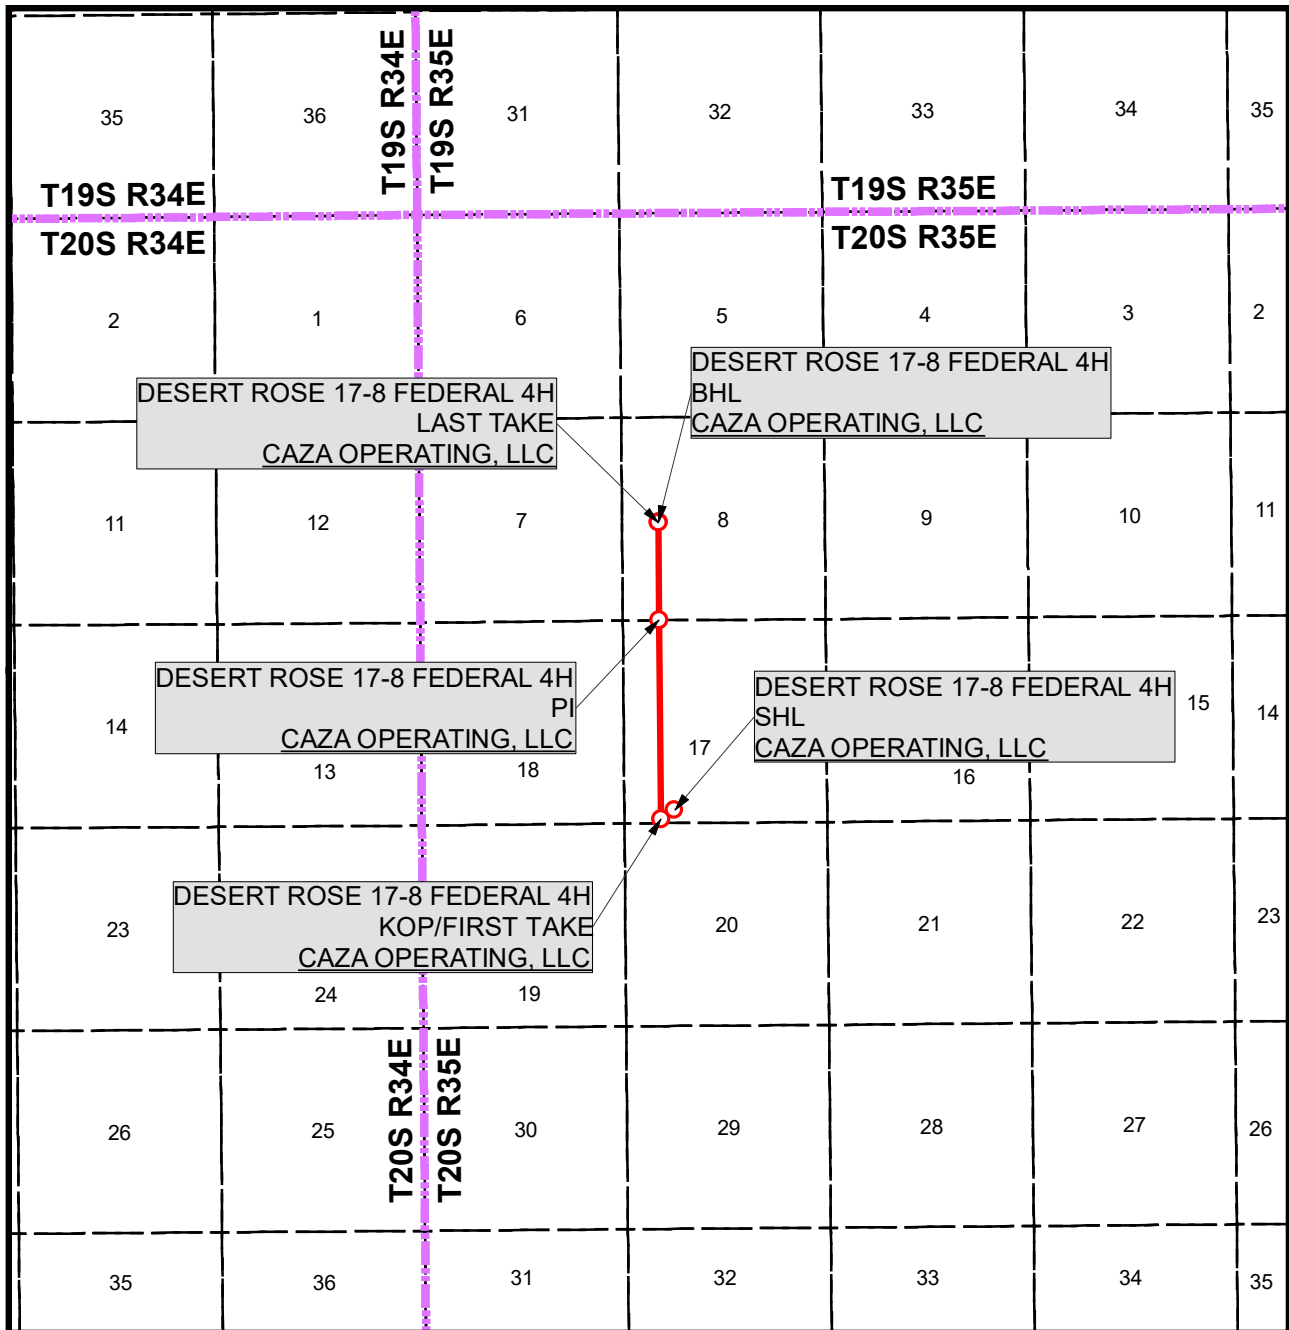 T19S R34E
T19S R35E
35
36
31
32
33
34
35
T19S R34E
T19S R35E
T20S R34E
T20S R35E
2
1
6
5
4
3
2
DESERT ROSE 17-8 FEDERAL 4H
LAST TAKE
CAZA OPERATING, LLC
DESERT ROSE 17-8 FEDERAL 4H
BHL
CAZA OPERATING, LLC
11
12
7
8
9
10
11
DESERT ROSE 17-8 FEDERAL 4H
PI
CAZA OPERATING, LLC
DESERT ROSE 17-8 FEDERAL 4H
SHL
CAZA OPERATING, LLC
14
13
18
17
16
15
14
DESERT ROSE 17-8 FEDERAL 4H
KOP/FIRST TAKE
CAZA OPERATING, LLC
23
24
19
20
21
22
23
T20S R34E
T20S R35E
26
25
30
29
28
27
26
35
36
31
32
33
34
35